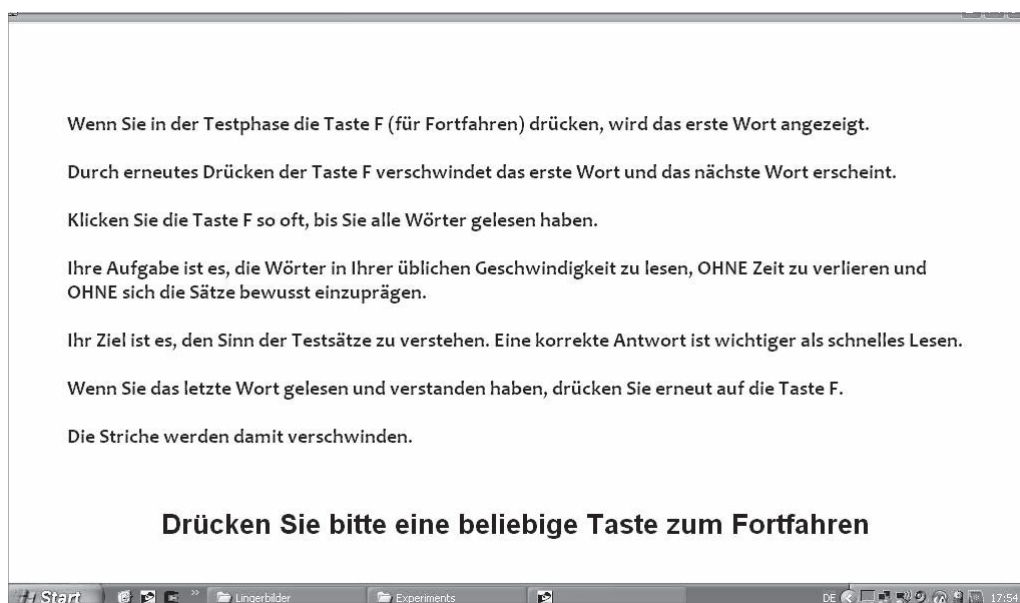 Wenn Sie in der Testphase die Taste F (für Fortfahren) drücken, wird das erste Wort angezeigt.
Durch erneutes Drücken der Taste F verschwindet das erste Wort und das nächste Wort erscheint.
Klicken Sie die Taste F so oft, bis Sie alle Wörter gelesen haben.
Ihre Aufgabe ist es, die Wörter in Ihrer üblichen Geschwindigkeit zu lesen, OHNE Zeit zu verlieren und
OHNE sich die Sätze bewusst einzuprägen.
Ihr Ziel ist es, den Sinn der Testsätze zu verstehen. Eine korrekte Antwort ist wichtiger als schnelles Lesen.
Wenn Sie das letzte Wort gelesen und verstanden haben, drücken Sie erneut auf die Taste F.
Die Striche werden damit verschwinden.
Drücken Sie bitte eine beliebige Taste zum Fortfahren
Start » Lingerbilder Experiments DE 17:54